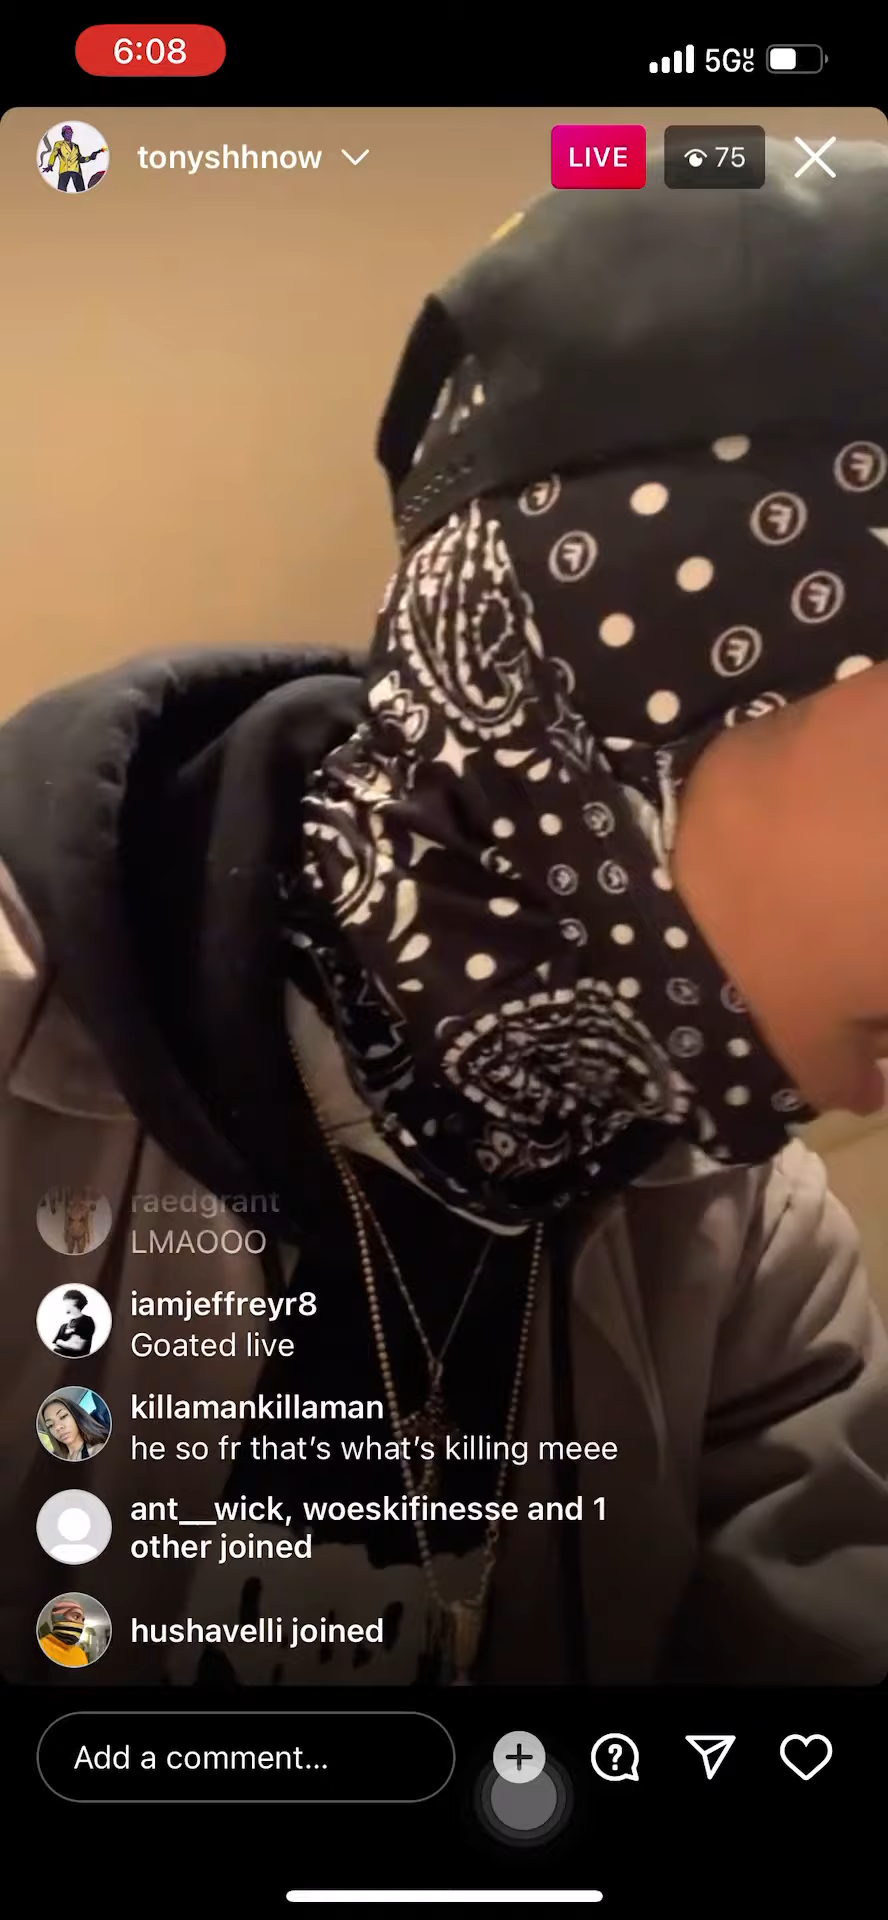 6:08
5GUC
tonyshhnow
LIVE
75
F
F
F
F
F
F
raedgrant
LMAOOO
iamjeffreyr8
Goated live
killamankillaman
he so fr that’s what’s killing meee
ant__wick, woeskifinesse and 1
other joined
hushavelli joined
Add a comment...